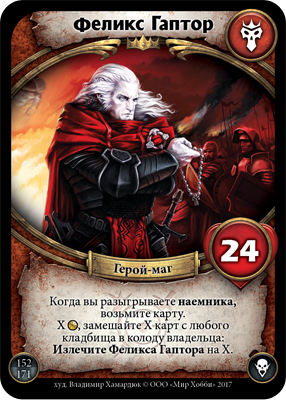 Феликс Гаптор
24
Герой-маг
Когда вы разыгрываете наемника,
возьмите карту.
X , замешайте X карт с любого
кладбища в колоду владельца:
Излечите Феликса Гаптора на X.
152
171
худ. Владимир Хамардюк © ООО «Мир Хобби» 2017